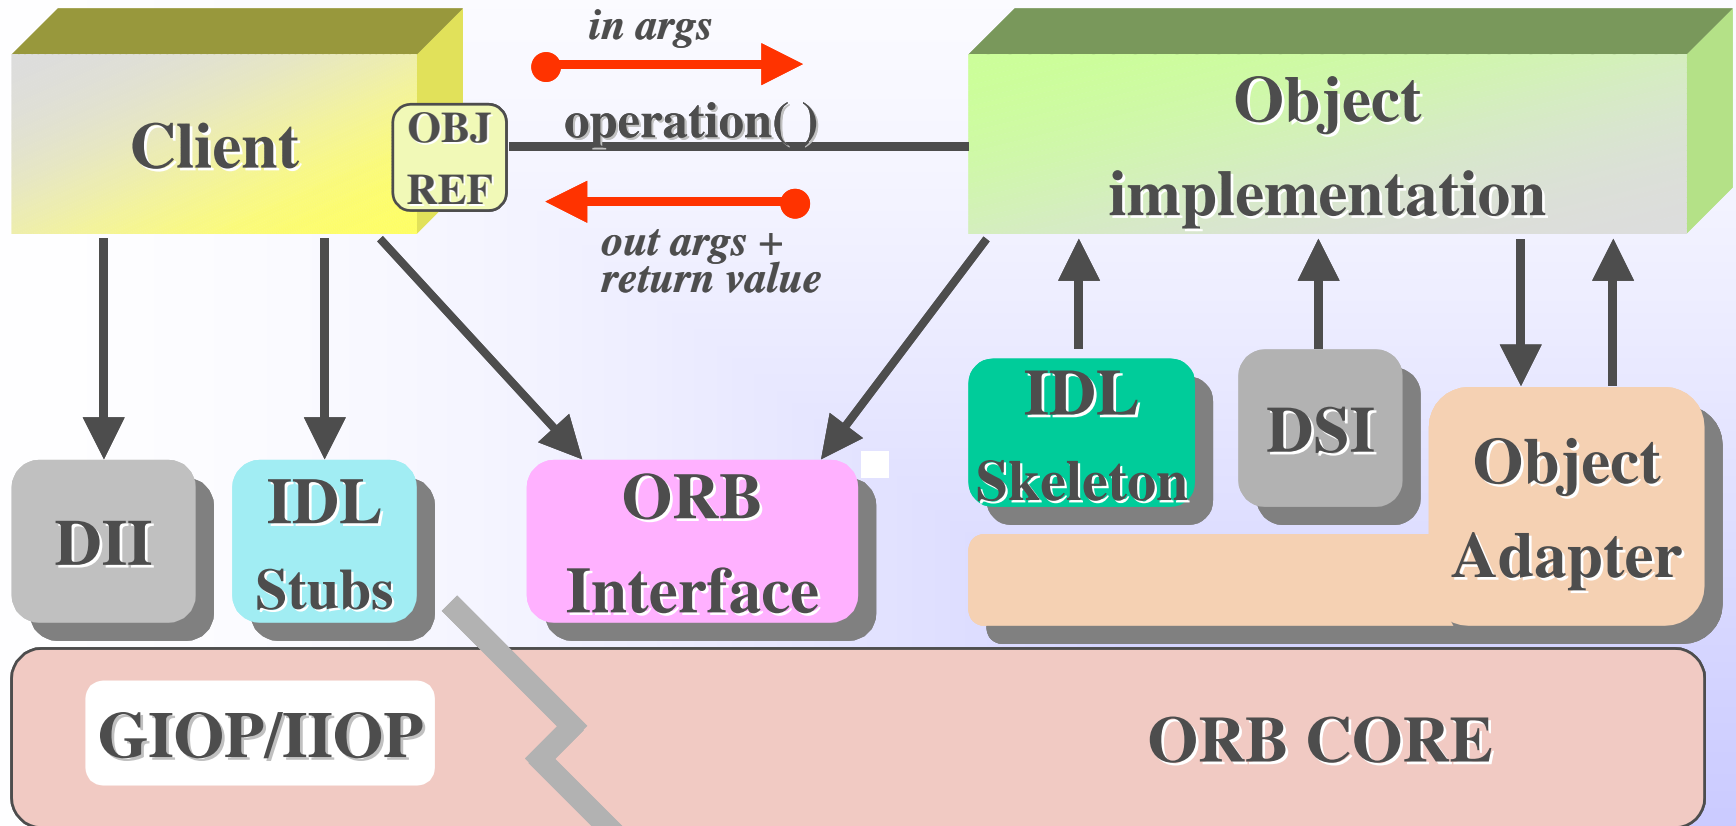 in args
Client
OBJ
REF
operation( )
out args +
return value
Object
implementation
DII
IDL
Stubs
ORB
Interface
IDL
Skeleton
DSI
Object
Adapter
GIOP/IIOP
ORB CORE